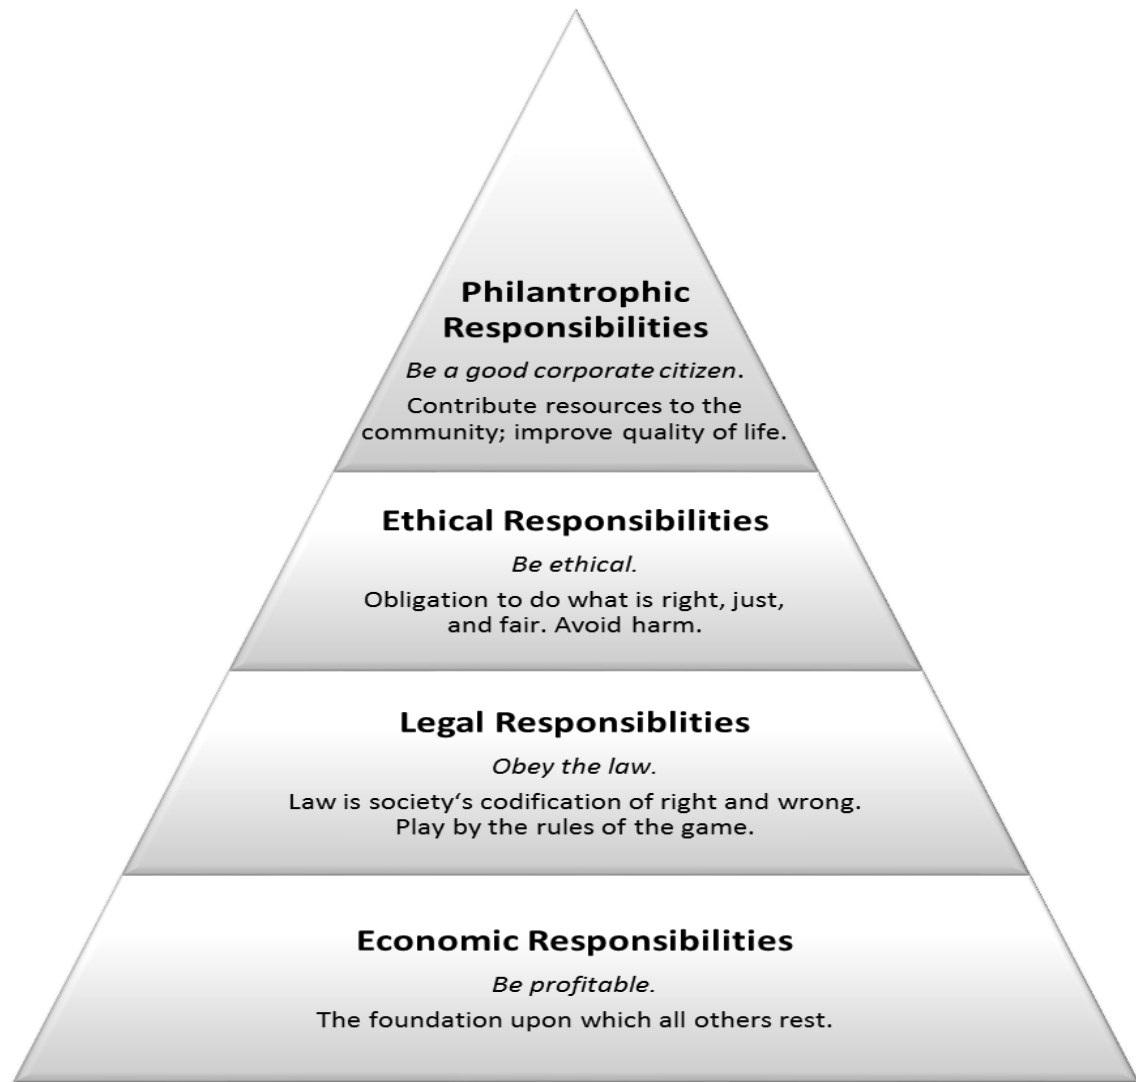 Philantrophic
Responsibilities
Be a good corporate citizen.
Contribute resources to the
community; improve quality of life.
Ethical Responsibilities
Be ethical.
Obligation to do what is right, just,
and fair. Avoid harm.
Legal Responsiblities
Obey the law.
Law is society‘s codification of right and wrong.
Play by the rules of the game.
Economic Responsibilities
Be profitable.
The foundation upon which all others rest.